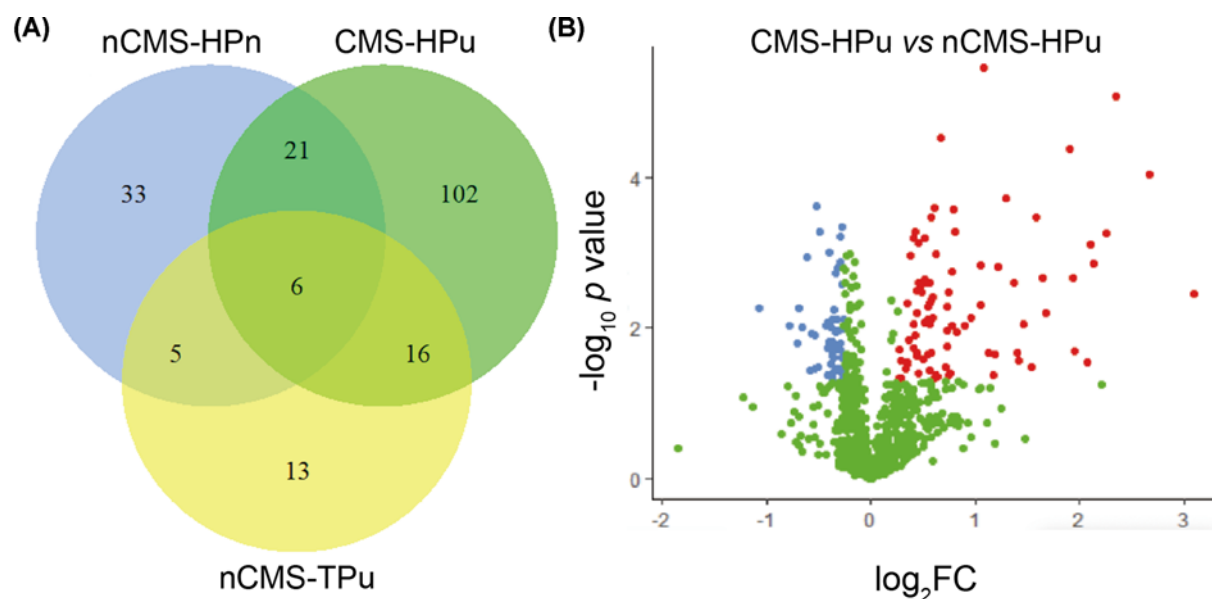 (A)
nCMS-HPn
CMS-HPu
21
33
102
6
5
16
13
nCMS-TPu
(B)
CMS-HPu vs nCMS-HPu
-log10 p value
4
2
0
-2
-1
0
1
2
3
log2FC